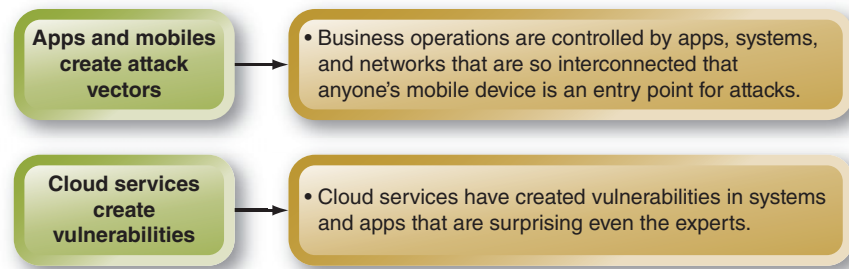 Apps and mobiles
create attack
vectors
• Business operations are controlled by apps, systems,
and networks that are so interconnected that
anyone's mobile device is an entry point for attacks.
Cloud services
create
vulnerabilities
• Cloud services have created vulnerabilities in systems
and apps that are surprising even the experts.